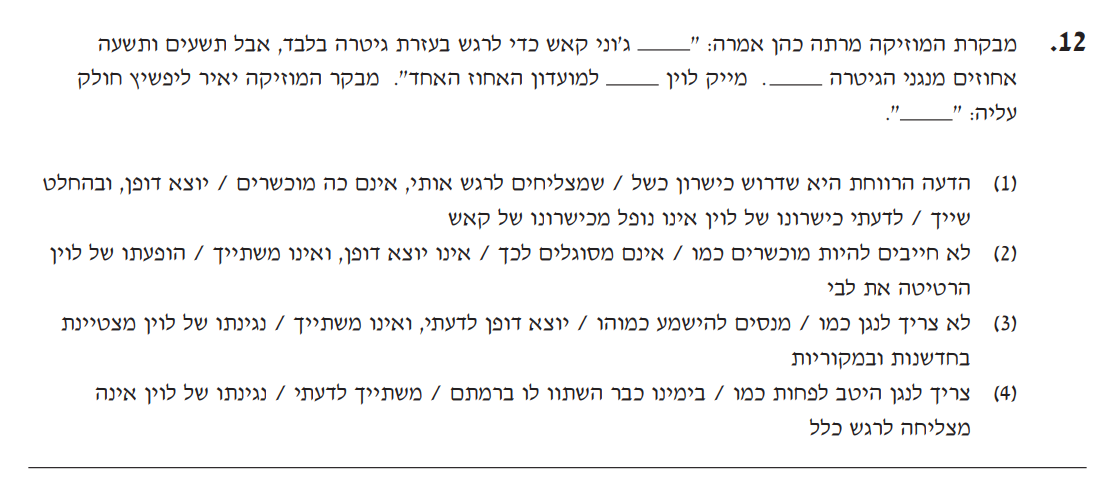 12. מבקרת המוזיקה מרתה כהן אמרה: "_____ ג'וני קאש כדי לרגש בעזרת גיטרה בלבד, אבל תשעים ותשעה
אחוזים מנגני הגיטרה _____. מייק לוין _____ למועדון האחוז האחד". מבקר המוזיקה יאיר ליפשיץ חולק
עליה: "_____".
(1) הדעה הרווחת היא שדרוש כישרון כשל / שמצליחים לרגש אותי, אינם כה מוכשרים / יוצא דופן, ובהחלט
שייך / לדעתי כישרונו של לוין אינו נופל מכישרונו של קאש
(2) לא חייבים להיות מוכשרים כמו / אינם מסוגלים לכך / אינו יוצא דופן, ואינו משתייך / הופעתו של לוין
הרטיטה את לבי
(3) לא צריך לנגן כמו / מנסים להישמע כמוהו / יוצא דופן לדעתי, ואינו משתייך / נגינתו של לוין מצטיינת
בחדשנות ובמקוריות
(4) צריך לנגן היטב לפחות כמו / בימינו כבר השתוו לו ברמתם / משתייך לדעתי / נגינתו של לוין אינה
מצליחה לרגש כלל